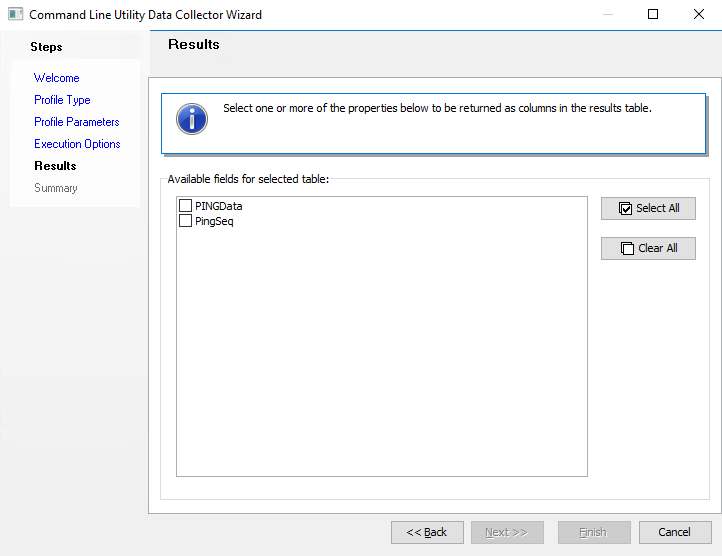 Command Line Utility Data Collector Wizard
Steps
Welcome
Profile Type
Profile Parameters
Execution Options
Results
Summary
Results
Select one or more of the properties below to be returned as columns in the results table.
Available fields for selected table:
PINGData
PingSeq
Select All
Clear All
<< Back
Next >>
Finish
Cancel